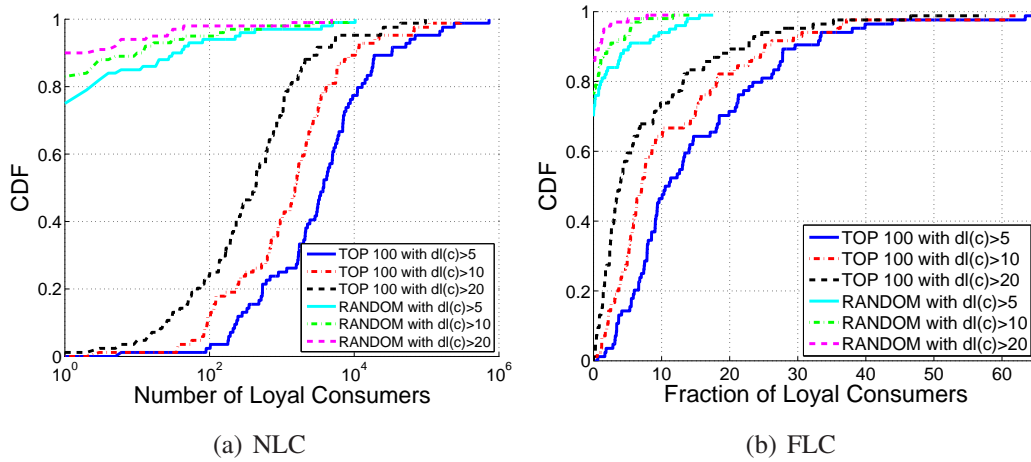 1
0.8
0.6
0.4
0.2
0
CDF
10^0
10^2
10^4
10^6
Number of Loyal Consumers
TOP 100 with dl(c)>5
TOP 100 with dl(c)>10
TOP 100 with dl(c)>20
RANDOM with dl(c)>5
RANDOM with dl(c)>10
RANDOM with dl(c)>20
(a) NLC
1
0.8
0.6
0.4
0.2
0
CDF
0
10
20
30
40
50
60
Fraction of Loyal Consumers
TOP 100 with dl(c)>5
TOP 100 with dl(c)>10
TOP 100 with dl(c)>20
RANDOM with dl(c)>5
RANDOM with dl(c)>10
RANDOM with dl(c)>20
(b) FLC